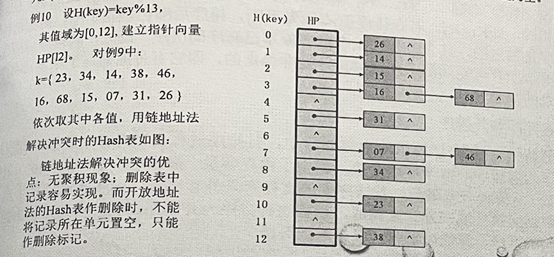 例10 设H(key)=key%13,
其值域为[0,12], 建立指针向量
HP[12]。 对例9中:
k={ 23, 34, 14, 38, 46,
16, 68, 15, 07, 31, 26 }
依次取其中各值, 用链地址法
解决冲突时的Hash表如图:
链地址法解决冲突的优
点: 无聚积现象; 删除表中
记录容易实现。而开放地址
法的Hash表作删除时, 不能
将记录所在单元置空, 只能
作删除标记。
H(key) HP
0 26 ^
1 14 ^
2 15 ^
3 16 68 ^
4 ^
5 31 ^
6 ^
7 07 46 ^
8 34 ^
9 ^
10 23 ^
11 ^
12 38 ^